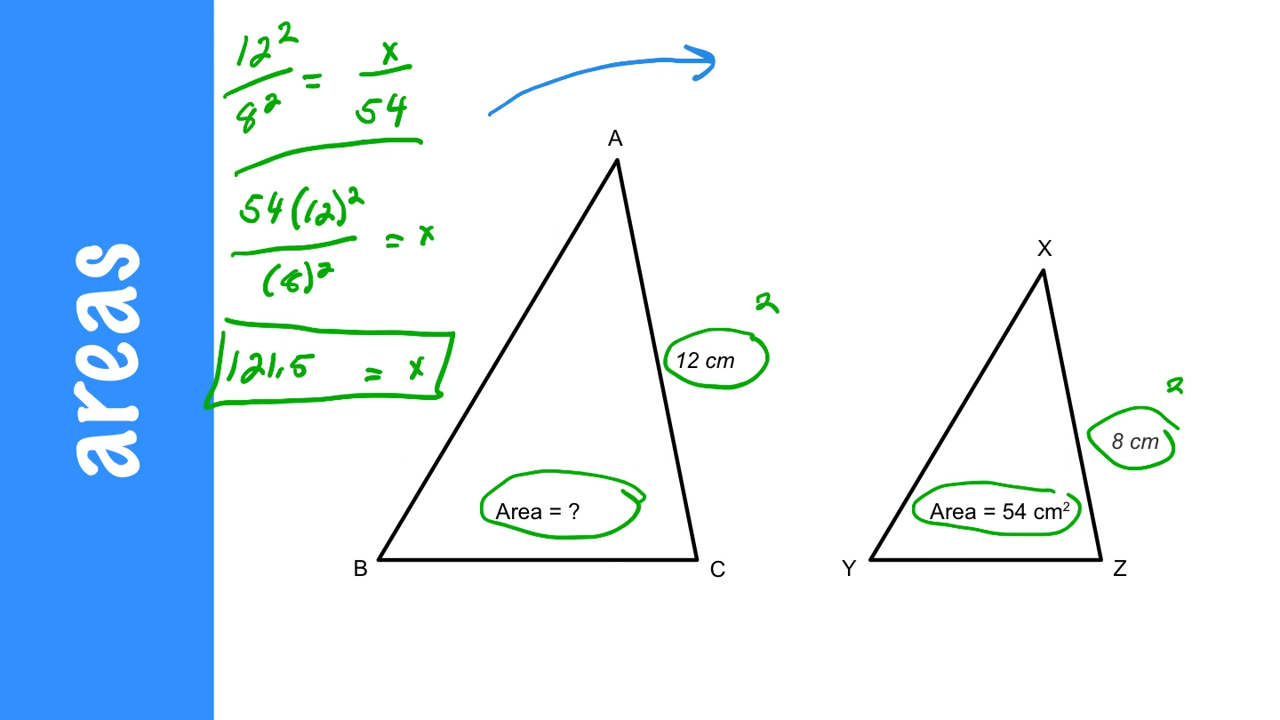 areas
12² / 8² = x / 54
54(12)² / (8)² = x
121.5 = x
A
2
12 cm
Area = ?
B
C
X
2
8 cm
Area = 54 cm²
Y
Z